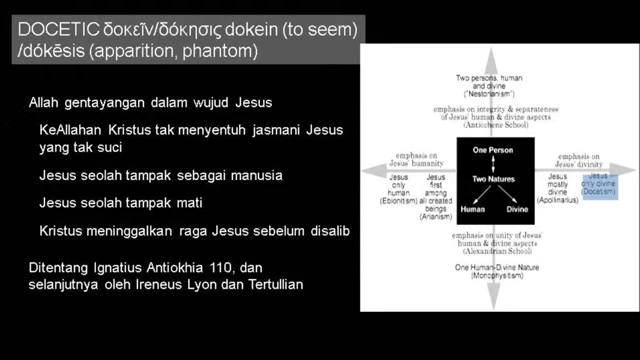 DOCETIC δοκεῖν/δόκησις dokein (to seem)
/dókēsis (apparition, phantom)
Allah gentayangan dalam wujud Jesus
KeAllahan Kristus tak menyentuh jasmani Jesus
yang tak suci
Jesus seolah tampak sebagai manusia
Jesus seolah tampak mati
Kristus meninggalkan raga Jesus sebelum disalib
Ditentang Ignatius Antiokhia 110, dan
selanjutnya oleh Ireneus Lyon dan Tertullian
Two persons, human
and divine
("Nestorianism")
emphasis on integrity & separateness
of Jesus' human & divine aspects
(Antiochene School)
emphasis on
Jesus' humanity
Jesus
only
human
(Ebionitism)
Jesus
first
among all
created
beings
(Arianism)
One Person
Two Natures
Human
Divine
emphasis on
Jesus' divinity
Jesus
mostly
divine
(Apollinarius)
Jesus
only divine
(Docetism)
emphasis on unity of Jesus'
human & divine aspects
(Alexandrian School)
One Human-Divine Nature
(Monophysitism)